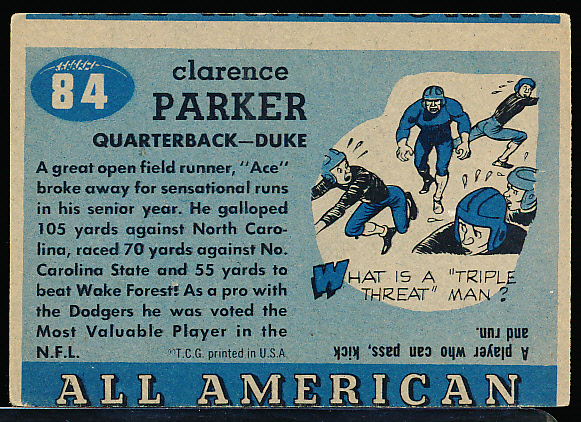 ALL AMERICAN
84
clarence
PARKER
QUARTERBACK—DUKE
A great open field runner, "Ace"
broke away for sensational runs
in his senior year. He galloped
105 yards against North Caro-
lina, raced 70 yards against No.
Carolina State and 55 yards to
beat Wake Forest! As a pro with
the Dodgers he was voted the
Most Valuable Player in the
N.F.L.
©T.C.G. printed in U.S.A
WHAT IS A "TRIPLE
THREAT" MAN?
A player who can pass, kick
and run.
ALL AMERICAN